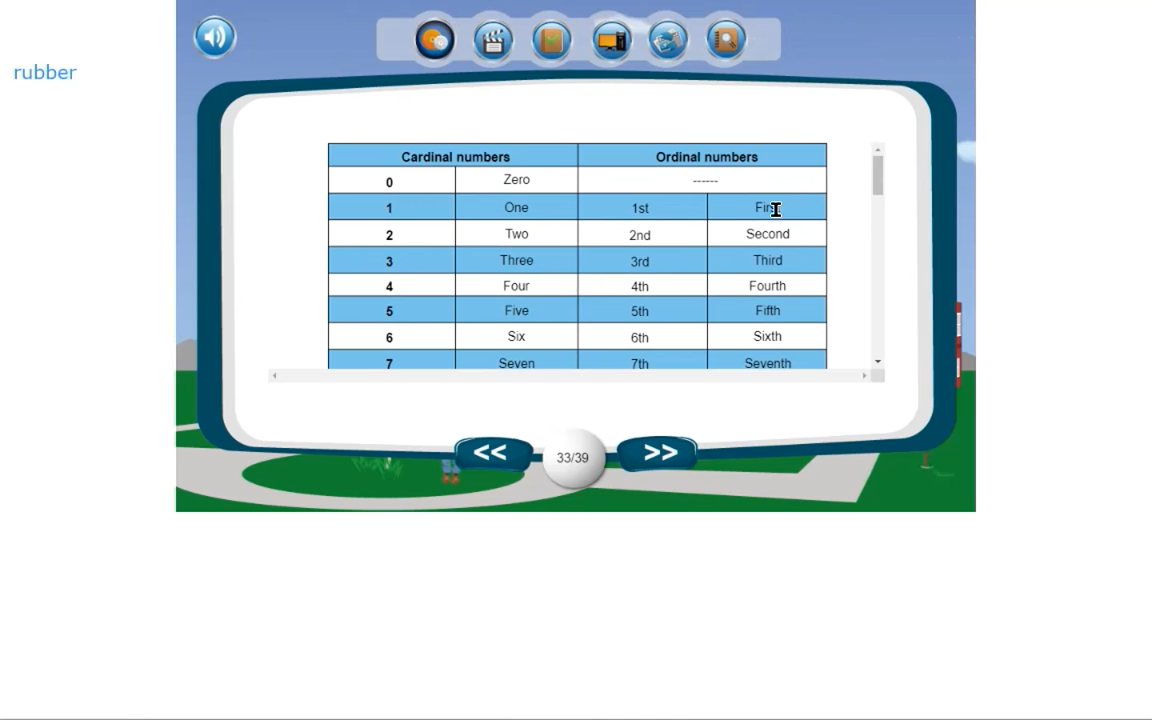 rubber
Cardinal numbers Ordinal numbers
0 Zero ------
1 One 1st
2 Two 2nd Second
3 Three 3rd Third
4 Four 4th Fourth
5 Five 5th Fifth
6 Six 6th Sixth
7 Seven 7th Seventh
<< 33/39 >>